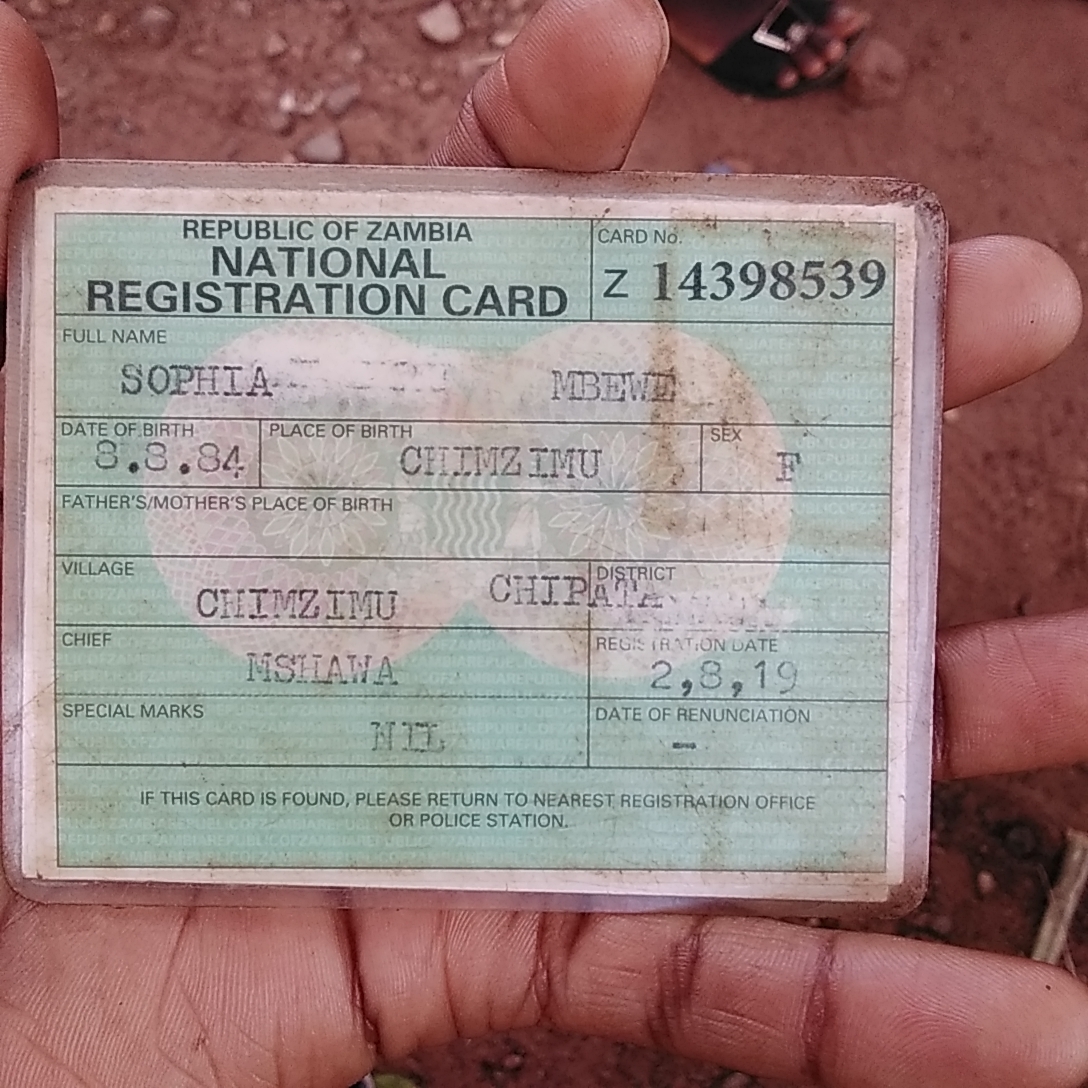 REPUBLIC OF ZAMBIA
NATIONAL
REGISTRATION CARD
CARD No.
Z 14398539
FULL NAME
SOPHIA MBEWE
DATE OF BIRTH
8.8.84
PLACE OF BIRTH
CHIMZIMU
SEX
F
FATHER'S/MOTHER'S PLACE OF BIRTH
VILLAGE
CHIMZIMU
DISTRICT
CHIPATA
CHIEF
MSHAWA
REGISTRATION DATE
2,8,19
SPECIAL MARKS
NIL
DATE OF RENUNCIATION
-
IF THIS CARD IS FOUND, PLEASE RETURN TO NEAREST REGISTRATION OFFICE
OR POLICE STATION.